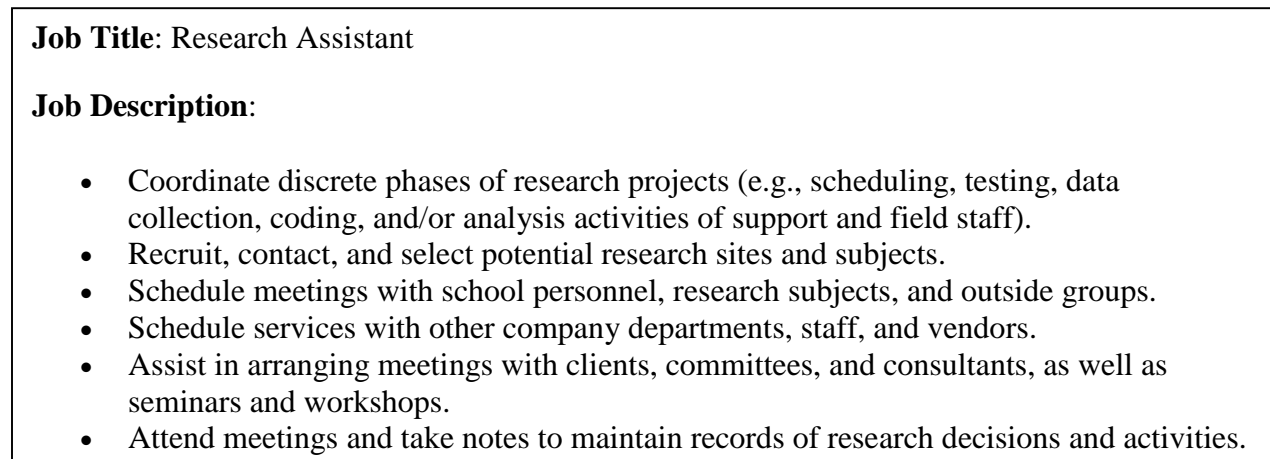 Job Title: Research Assistant
Job Description:
• Coordinate discrete phases of research projects (e.g., scheduling, testing, data
collection, coding, and/or analysis activities of support and field staff).
• Recruit, contact, and select potential research sites and subjects.
• Schedule meetings with school personnel, research subjects, and outside groups.
• Schedule services with other company departments, staff, and vendors.
• Assist in arranging meetings with clients, committees, and consultants, as well as
seminars and workshops.
• Attend meetings and take notes to maintain records of research decisions and activities.